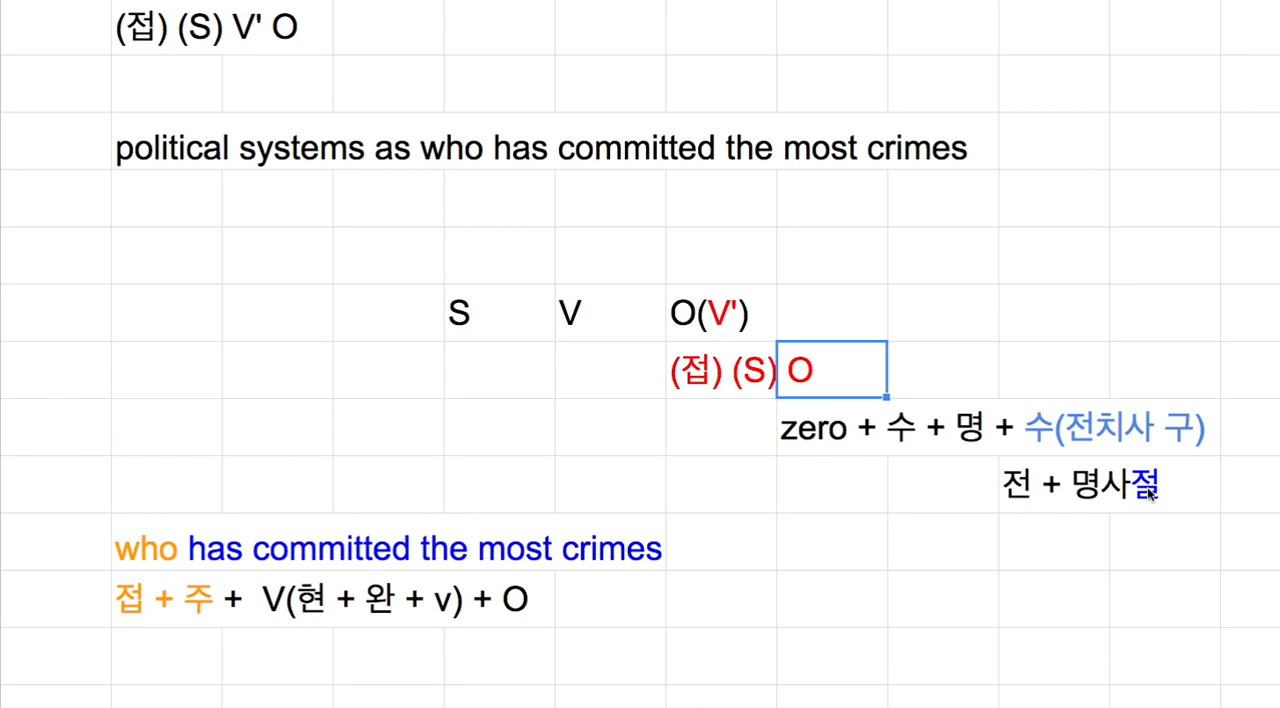 (접) (S) V' O
political systems as who has committed the most crimes
S V O(V')
(접) (S) O
zero + 수 + 명 + 수(전치사 구)
전 + 명사절
who has committed the most crimes
접 + 주 + V(현 + 완 + v) + O